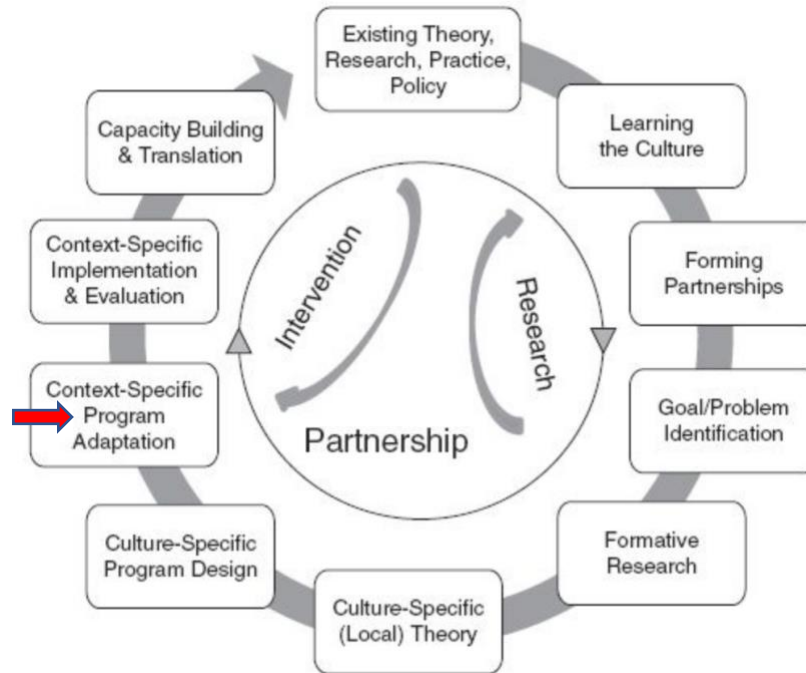 Existing Theory,
Research, Practice,
Policy
Learning
the Culture
Forming
Partnerships
Goal/Problem
Identification
Formative
Research
Culture-Specific
(Local) Theory
Culture-Specific
Program Design
Context-Specific
Program
Adaptation
Context-Specific
Implementation
& Evaluation
Capacity Building
& Translation
Intervention
Research
Partnership